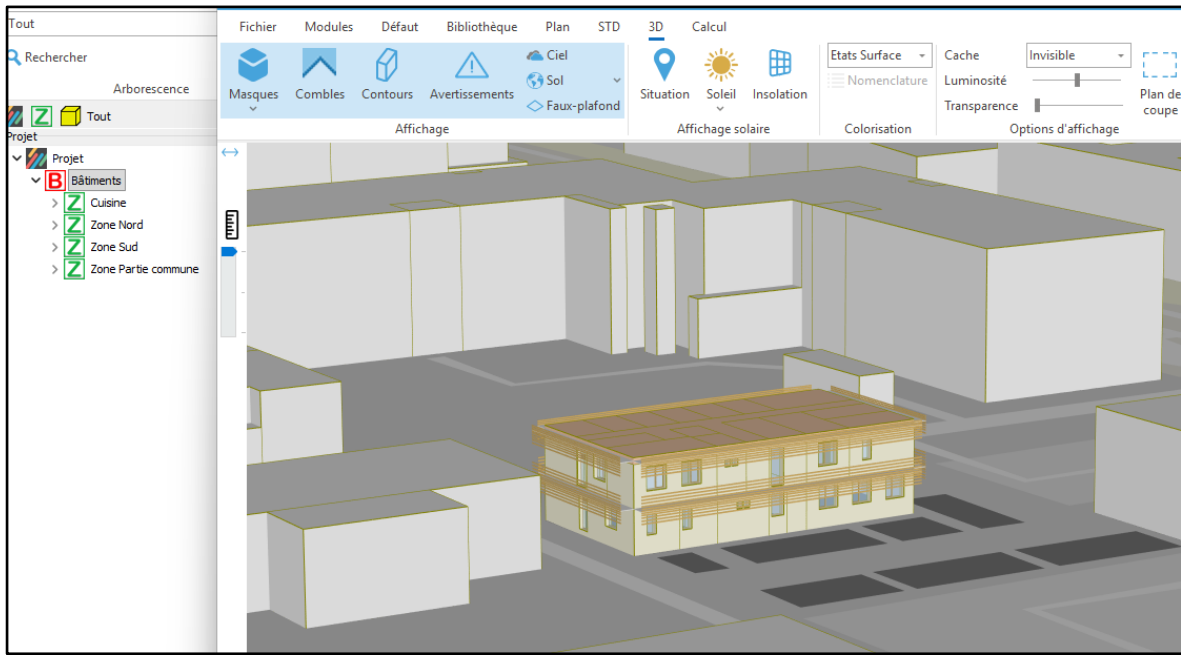 Tout
Rechercher
Arborescence
Z Tout
Projet
Projet
B Bâtiments
Z Cuisine
Z Zone Nord
Z Zone Sud
Z Zone Partie commune
Fichier Modules Défaut Bibliothèque Plan STD 3D Calcul
Masques Combles Contours Avertissements
Ciel
Sol
Faux-plafond
Affichage
Situation Soleil Insolation
Affichage solaire
Etats Surface
Nomenclature
Colorisation
Cache Invisible
Luminosité
Transparence
Options d'affichage
Plan de
coupe